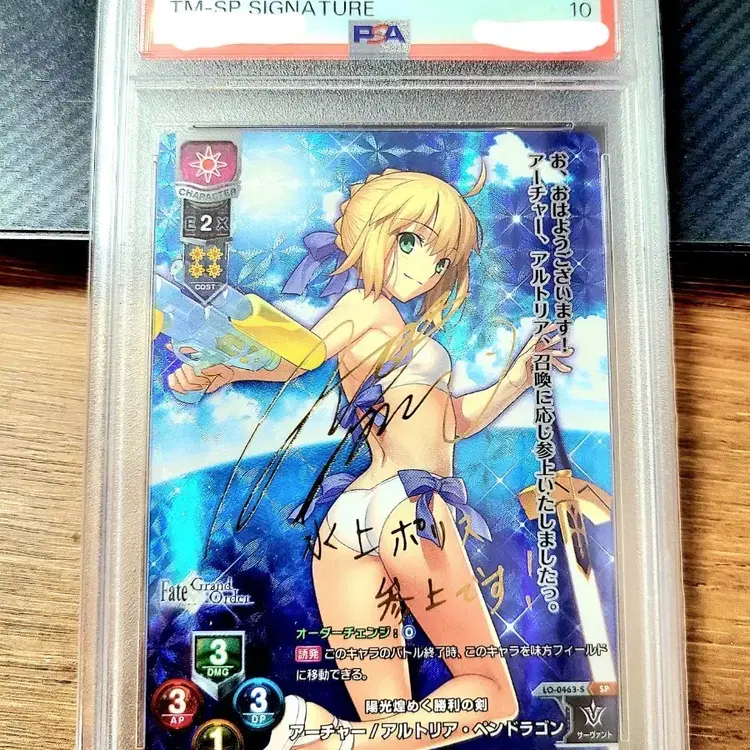 TM-SP SIGNATURE
PSA
10
CHARACTER
E 2 X
COST
お、おはようございます!
アーチャー、アルトリア、召喚に応じ参上いたしましたっ。
水上ポリス
参上です!
Fate Grand Order
オーダーチェンジ:0
誘発 このキャラのバトル終了時、このキャラを味方フィールド
に移動できる。
3
DMG
3
AP
3
DP
1
LO-0463-S SP
サーヴァント
陽光煌めく勝利の剣
アーチャー/アルトリア・ペンドラゴン